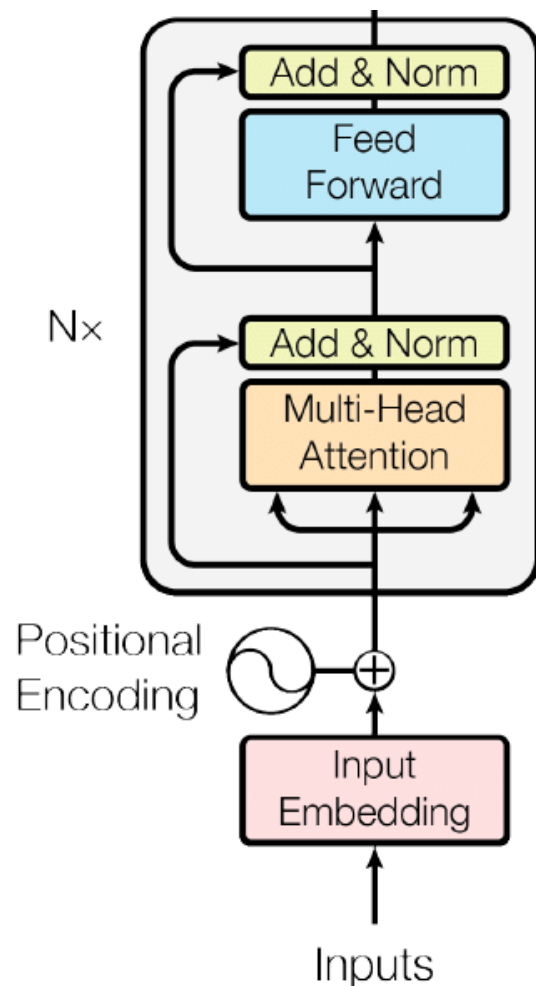 Add & Norm
Feed
Forward
Nx
Add & Norm
Multi-Head
Attention
Positional
Encoding
Input
Embedding
Inputs